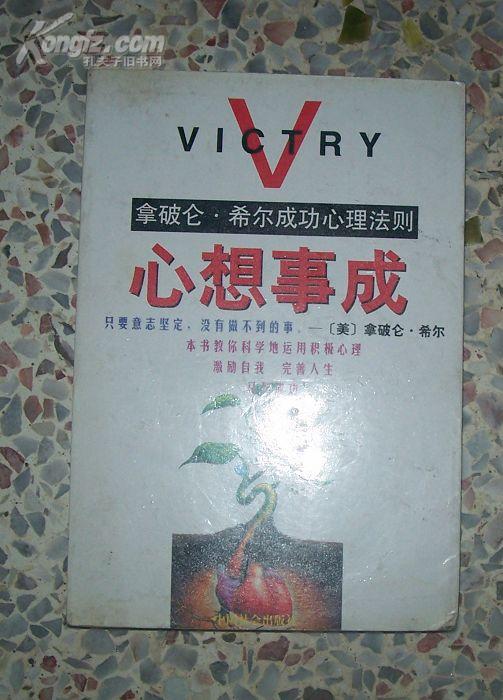 Kongfz.com
孔夫子旧书网
VICTRY
V
拿破仑·希尔成功心理法则
心想事成
只要意志坚定，没有做不到的事。—〔美〕拿破仑·希尔
本书教你科学地运用积极心理
激励自我 完善人生